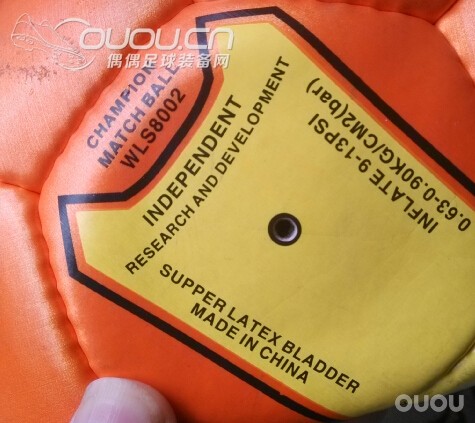 OUOU.CN
偶偶足球装备网
CHAMPION
MATCH BALL
WLS8002
INDEPENDENT
RESEARCH AND DEVELOPMENT
INFLATE 9-13PSI
0.63-0.90KG/CM2(bar)
SUPPER LATEX BLADDER
MADE IN CHINA
OUOU